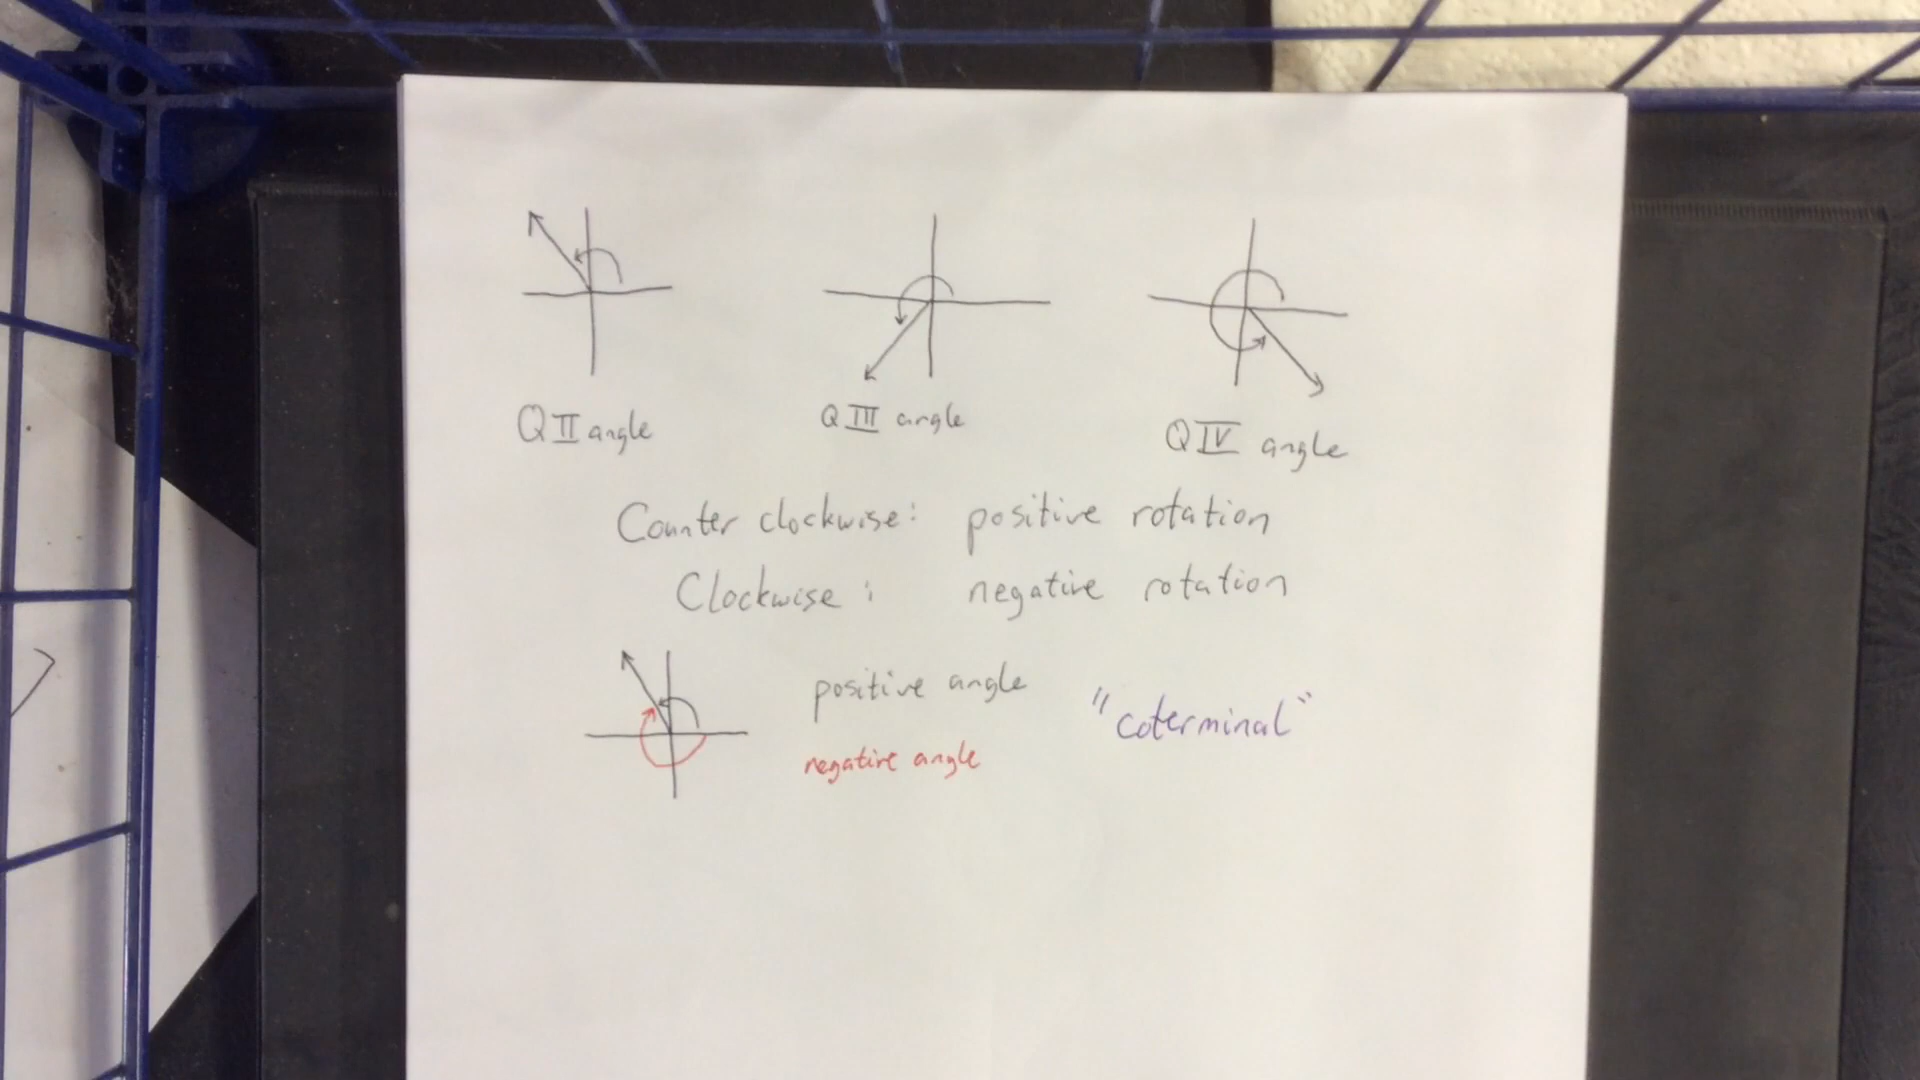 Q II angle
Q III angle
Q IV angle
Counter clockwise: positive rotation
Clockwise: negative rotation
positive angle
"coterminal"
negative angle